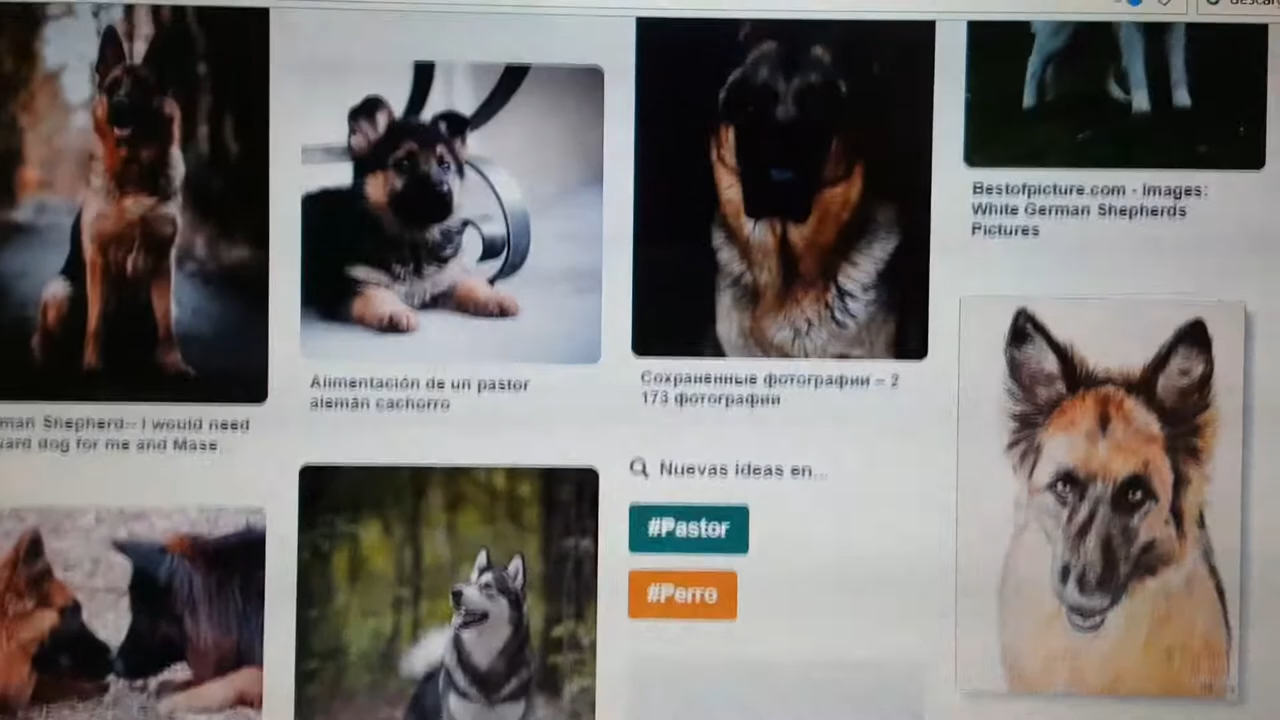 Bestofpicture.com - Images:
White German Shepherds
Pictures
Alimentación de un pastor
alemán cachorro
Сохраненные фотографии – 2
173 фотографии
man Shepherd-- I would need
dog for me and Mase
Nuevas ideas en...
#Pastor
#Perro